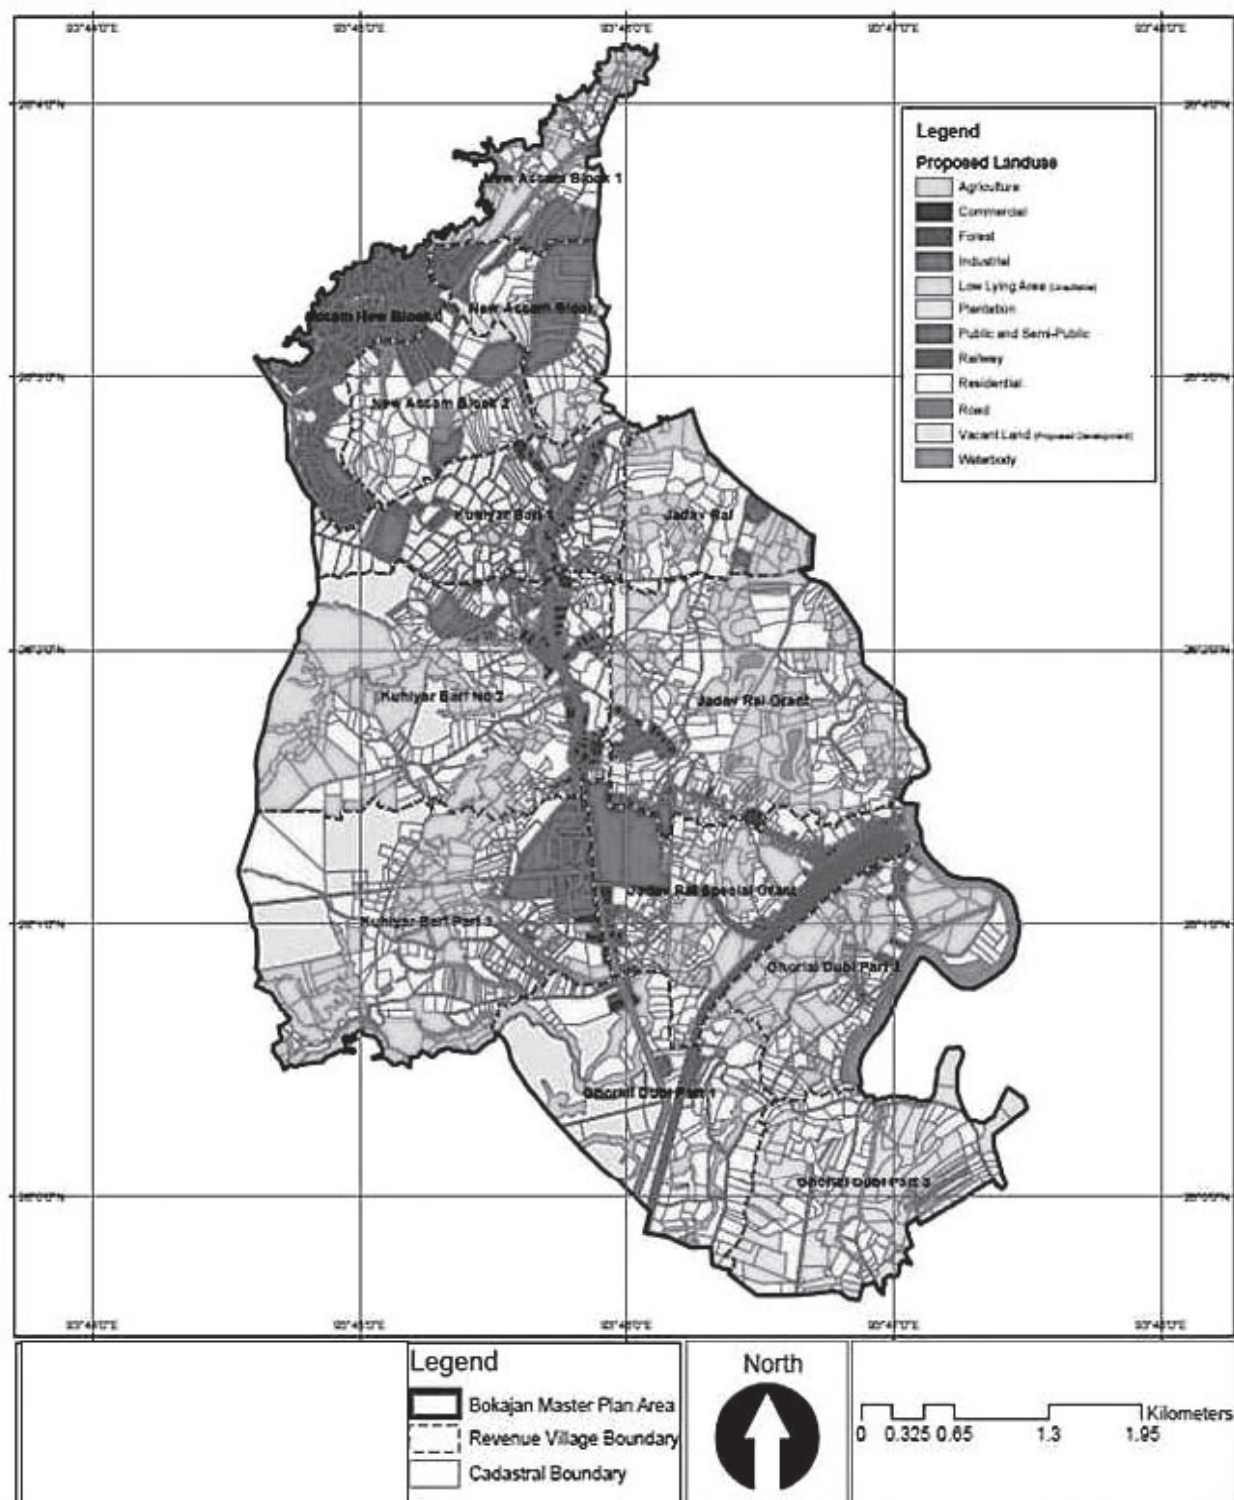 Legend
Proposed Landuse
Agriculture
Commercial
Forest
Industrial
Low Lying Area
Plantation
Public and Semi-Public
Railway
Residential
Road
Vacant Land (Proposed Development)
Waterbody
New Assam Block 1
Assam New Block
New Assam Block
New Assam Block 2
Kuhiyar Bari 1
Jadav Rai
Kuhiyar Bari No 2
Jadav Rai Grant
Jadav Rai Special Grant
Kuhiyar Bari Part 3
Ghorial Dubi Part 2
Ghorial Dubi Part 1
Ghorial Dubi Part 3
Legend
Bokajan Master Plan Area
Revenue Village Boundary
Cadastral Boundary
North
Kilometers
0 0.325 0.65 1.3 1.95